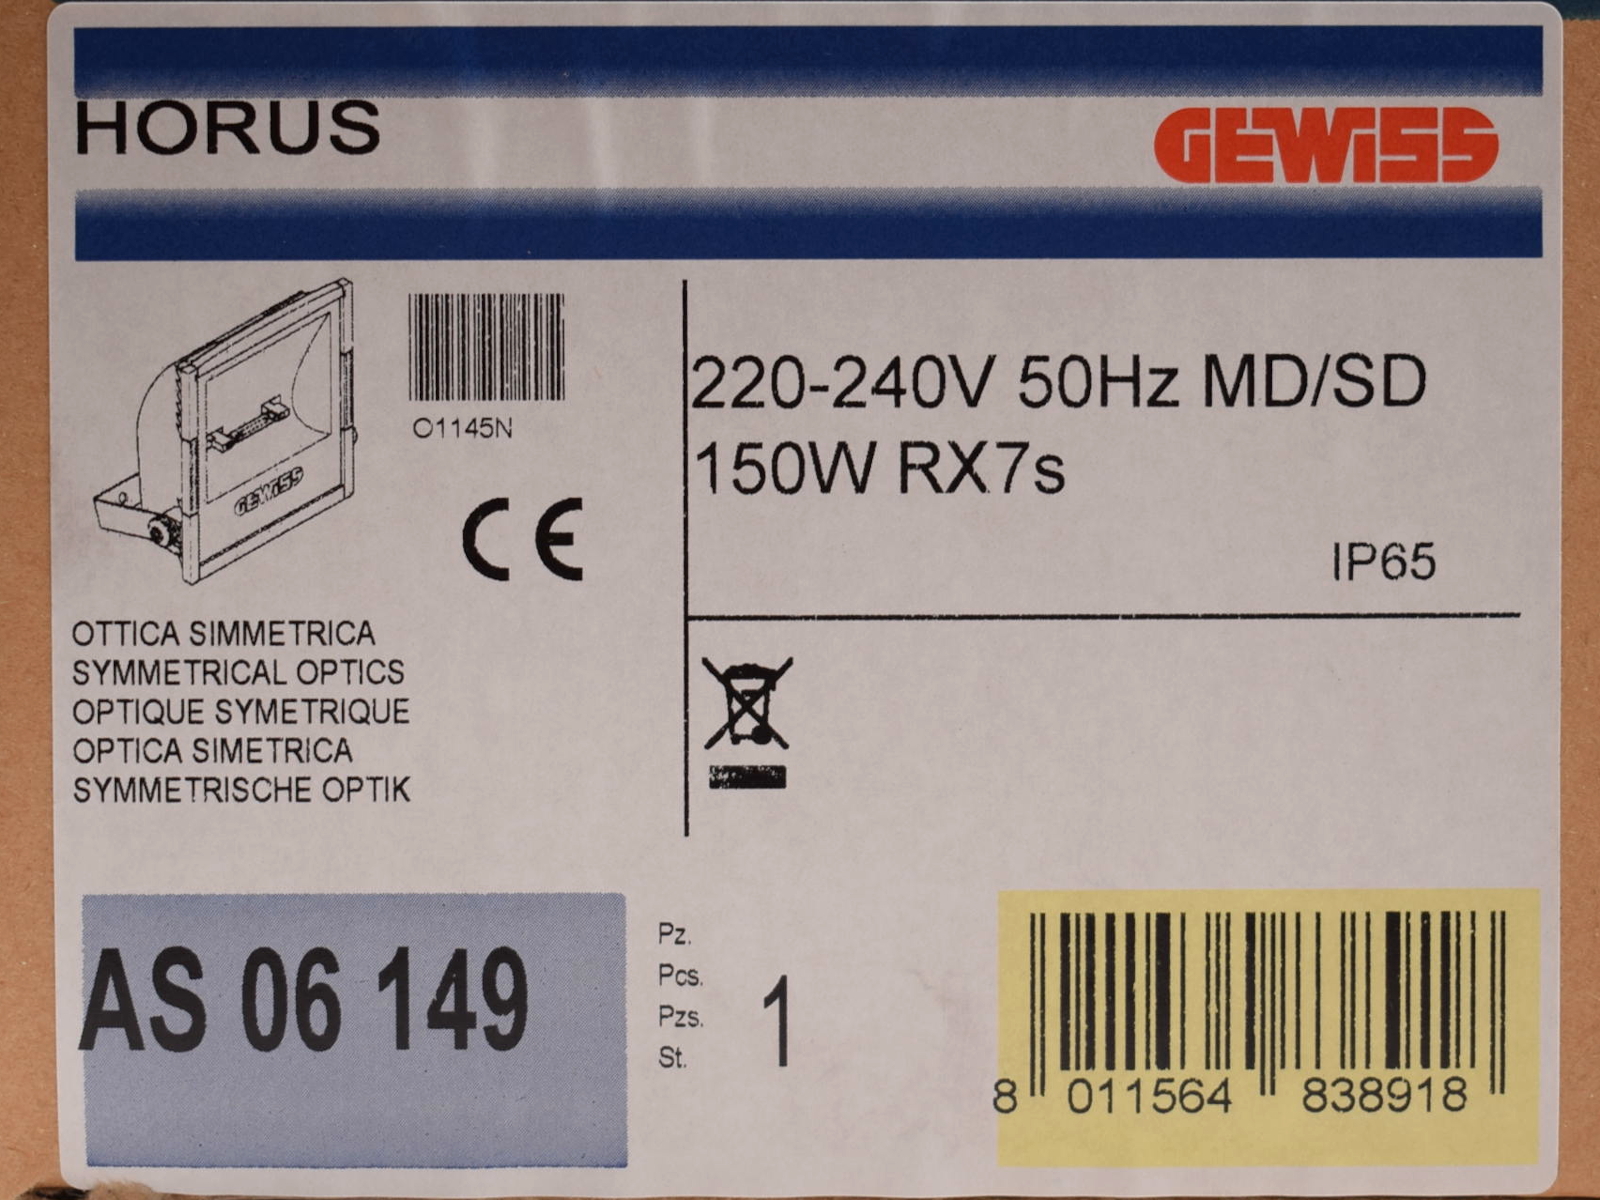 HORUS
GEWiSS
GEWiSS
O1145N
CE
220-240V 50Hz MD/SD
150W RX7s
IP65
OTTICA SIMMETRICA
SYMMETRICAL OPTICS
OPTIQUE SYMETRIQUE
OPTICA SIMETRICA
SYMMETRISCHE OPTIK
AS 06 149
Pz.
Pcs.
Pzs.
St.
1
8 011564 838918